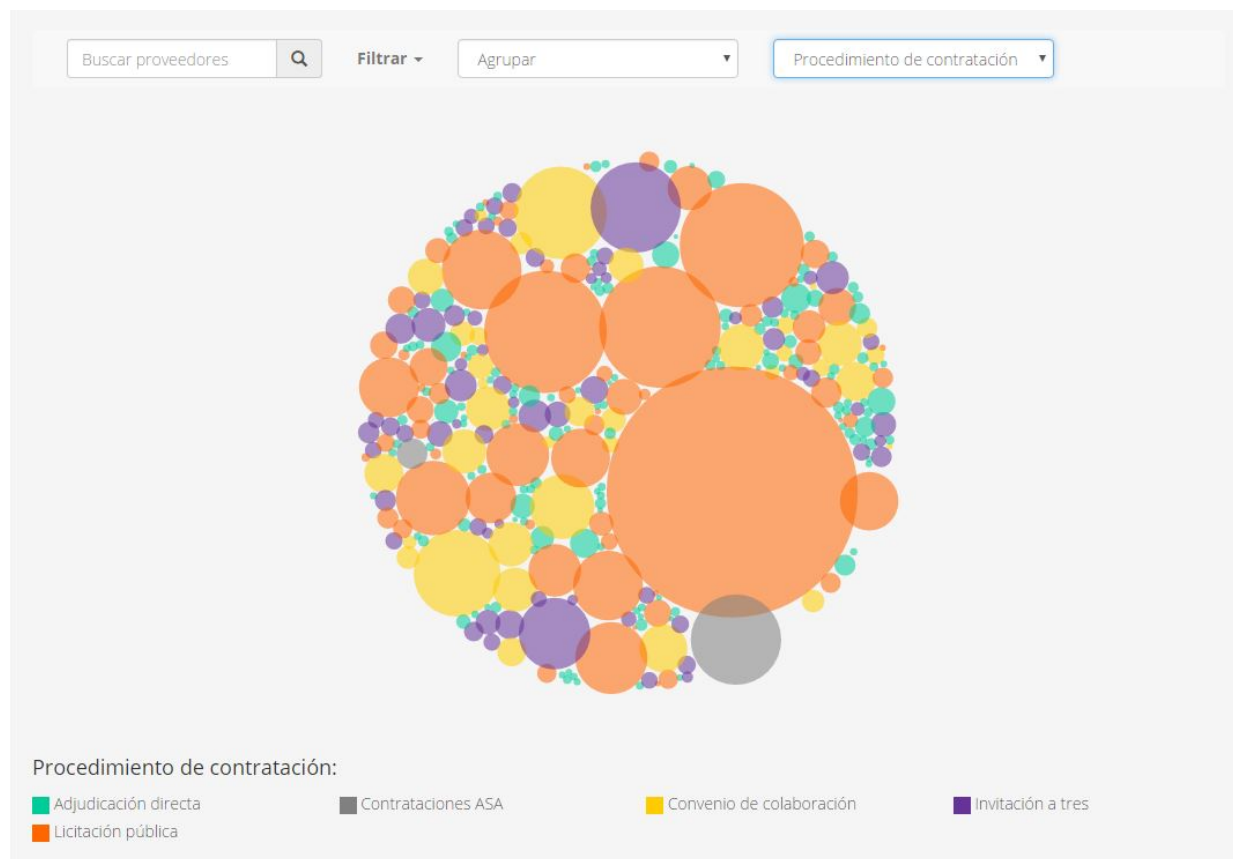 Buscar proveedores Filtrar Agrupar Procedimiento de contratación
Procedimiento de contratación:
Adjudicación directa Contrataciones ASA Convenio de colaboración Invitación a tres
Licitación pública